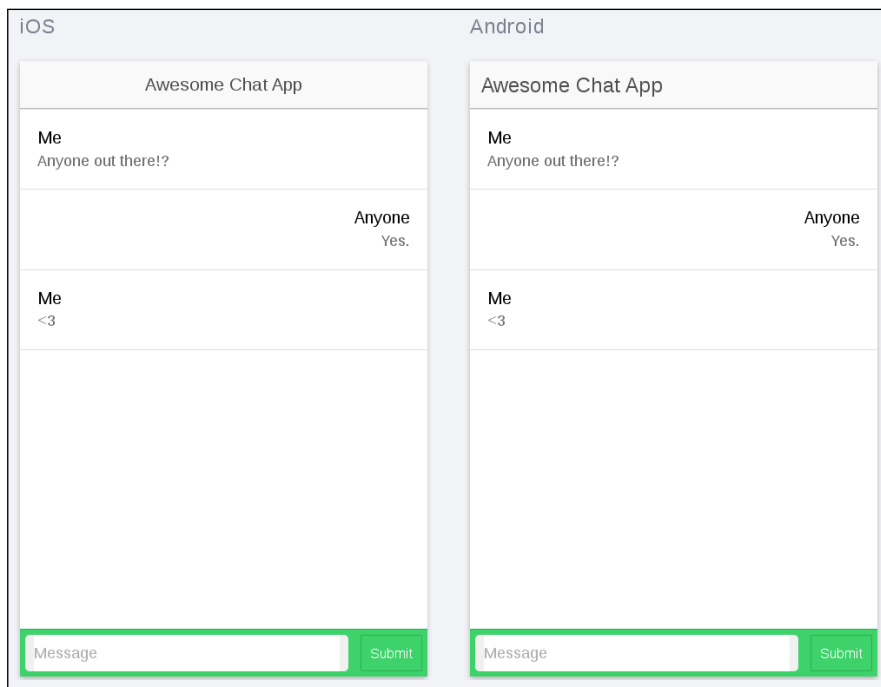 iOS
Awesome Chat App
Me
Anyone out there!?
Anyone
Yes.
Me
<3
Message
Submit
Android
Awesome Chat App
Me
Anyone out there!?
Anyone
Yes.
Me
<3
Message
Submit